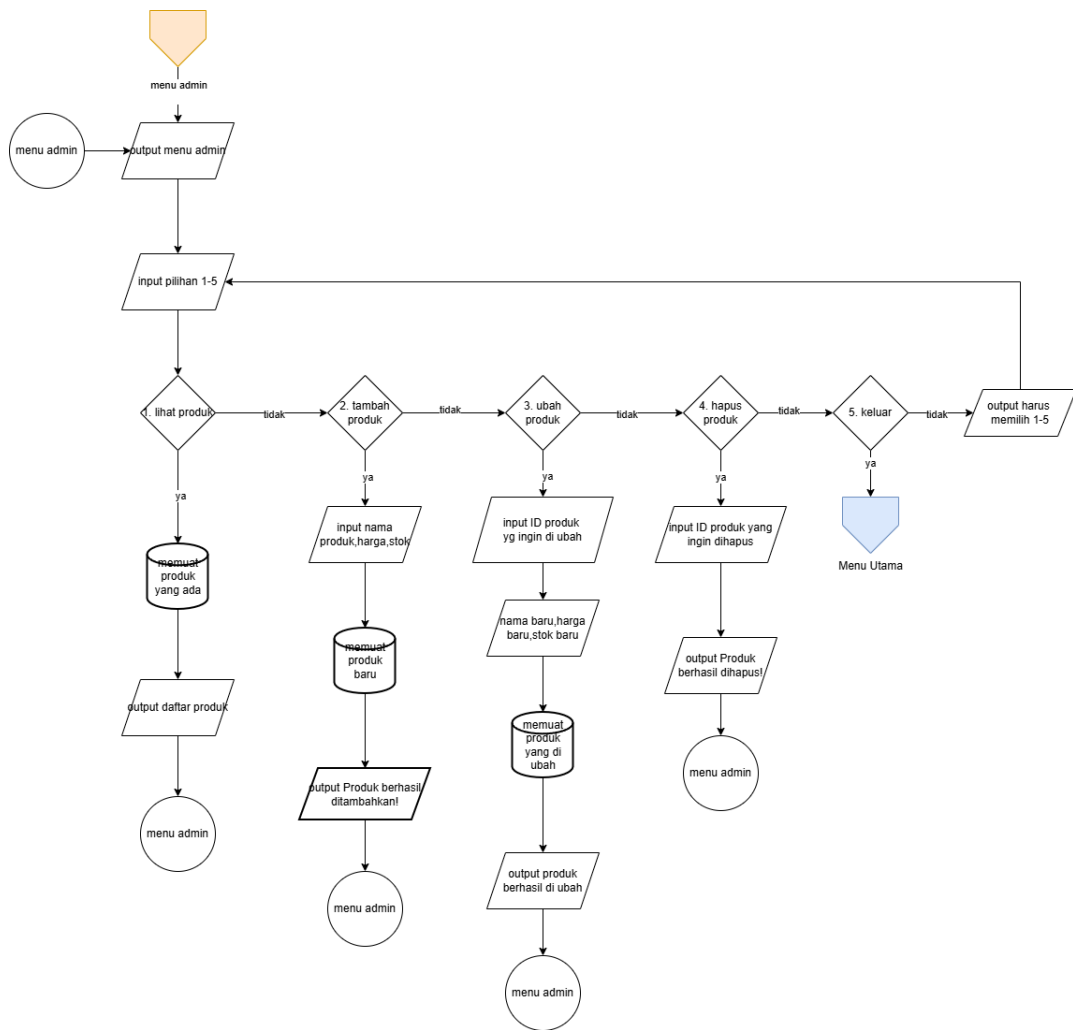 menu admin
menu admin
output menu admin
input pilihan 1-5
1. lihat produk
tidak
2. tambah
produk
tidak
3. ubah
produk
tidak
4. hapus
produk
tidak
5. keluar
tidak
output harus
memilih 1-5
ya
memuat
produk
yang ada
output daftar produk
menu admin
ya
input nama
produk,harga,stok
memuat
produk
baru
output Produk berhasil
ditambahkan!
menu admin
ya
input ID produk
yg ingin di ubah
nama baru,harga
baru,stok baru
memuat
produk
yang di
ubah
output produk
berhasil di ubah
menu admin
ya
input ID produk yang
ingin dihapus
output Produk
berhasil dihapus!
menu admin
ya
Menu Utama